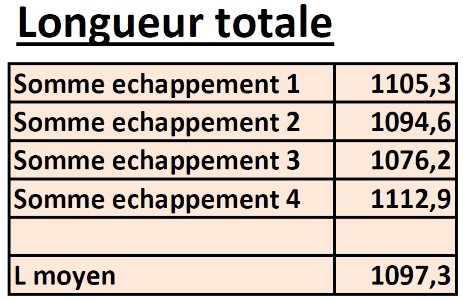 Longueur totale
Somme echappement 1 1105,3
Somme echappement 2 1094,6
Somme echappement 3 1076,2
Somme echappement 4 1112,9
L moyen 1097,3